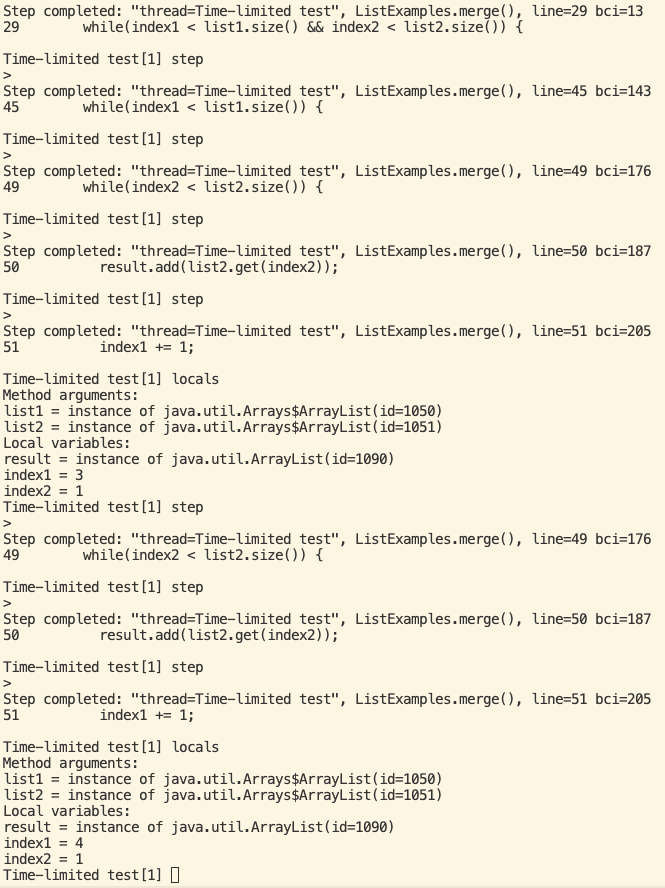 Step completed: "thread=Time-limited test", ListExamples.merge(), line=29 bci=13
29        while(index1 < list1.size() && index2 < list2.size()) {

Time-limited test[1] step
>
Step completed: "thread=Time-limited test", ListExamples.merge(), line=45 bci=143
45        while(index1 < list1.size()) {

Time-limited test[1] step
>
Step completed: "thread=Time-limited test", ListExamples.merge(), line=49 bci=176
49        while(index2 < list2.size()) {

Time-limited test[1] step
>
Step completed: "thread=Time-limited test", ListExamples.merge(), line=50 bci=187
50          result.add(list2.get(index2));

Time-limited test[1] step
>
Step completed: "thread=Time-limited test", ListExamples.merge(), line=51 bci=205
51          index1 += 1;

Time-limited test[1] locals
Method arguments:
list1 = instance of java.util.Arrays$ArrayList(id=1050)
list2 = instance of java.util.Arrays$ArrayList(id=1051)
Local variables:
result = instance of java.util.ArrayList(id=1090)
index1 = 3
index2 = 1
Time-limited test[1] step
>
Step completed: "thread=Time-limited test", ListExamples.merge(), line=49 bci=176
49        while(index2 < list2.size()) {

Time-limited test[1] step
>
Step completed: "thread=Time-limited test", ListExamples.merge(), line=50 bci=187
50          result.add(list2.get(index2));

Time-limited test[1] step
>
Step completed: "thread=Time-limited test", ListExamples.merge(), line=51 bci=205
51          index1 += 1;

Time-limited test[1] locals
Method arguments:
list1 = instance of java.util.Arrays$ArrayList(id=1050)
list2 = instance of java.util.Arrays$ArrayList(id=1051)
Local variables:
result = instance of java.util.ArrayList(id=1090)
index1 = 4
index2 = 1
Time-limited test[1]